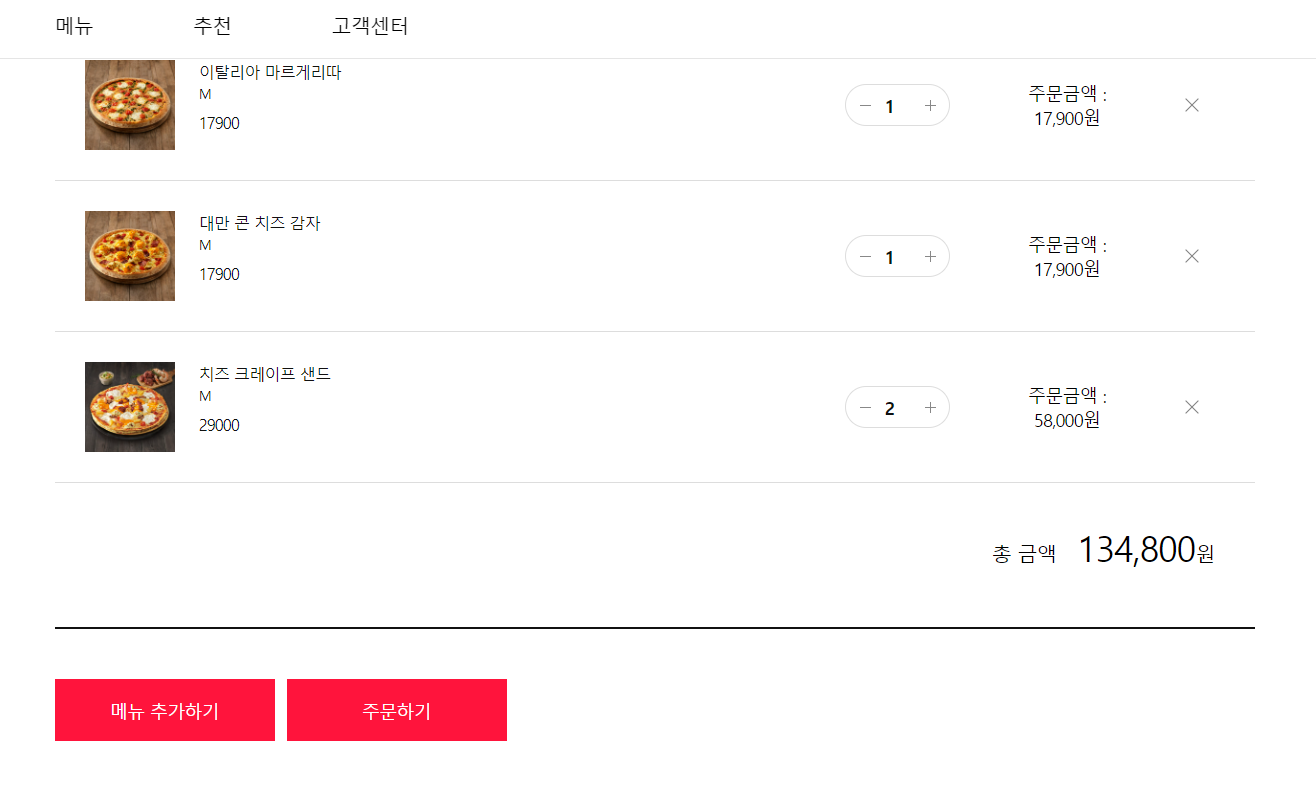 메뉴 추천 고객센터
이탈리아 마르게리따
M
17900
1
주문금액 :
17,900원
대만 콘 치즈 감자
M
17900
1
주문금액 :
17,900원
치즈 크레이프 샌드
M
29000
2
주문금액 :
58,000원
총 금액 134,800원
메뉴 추가하기 주문하기